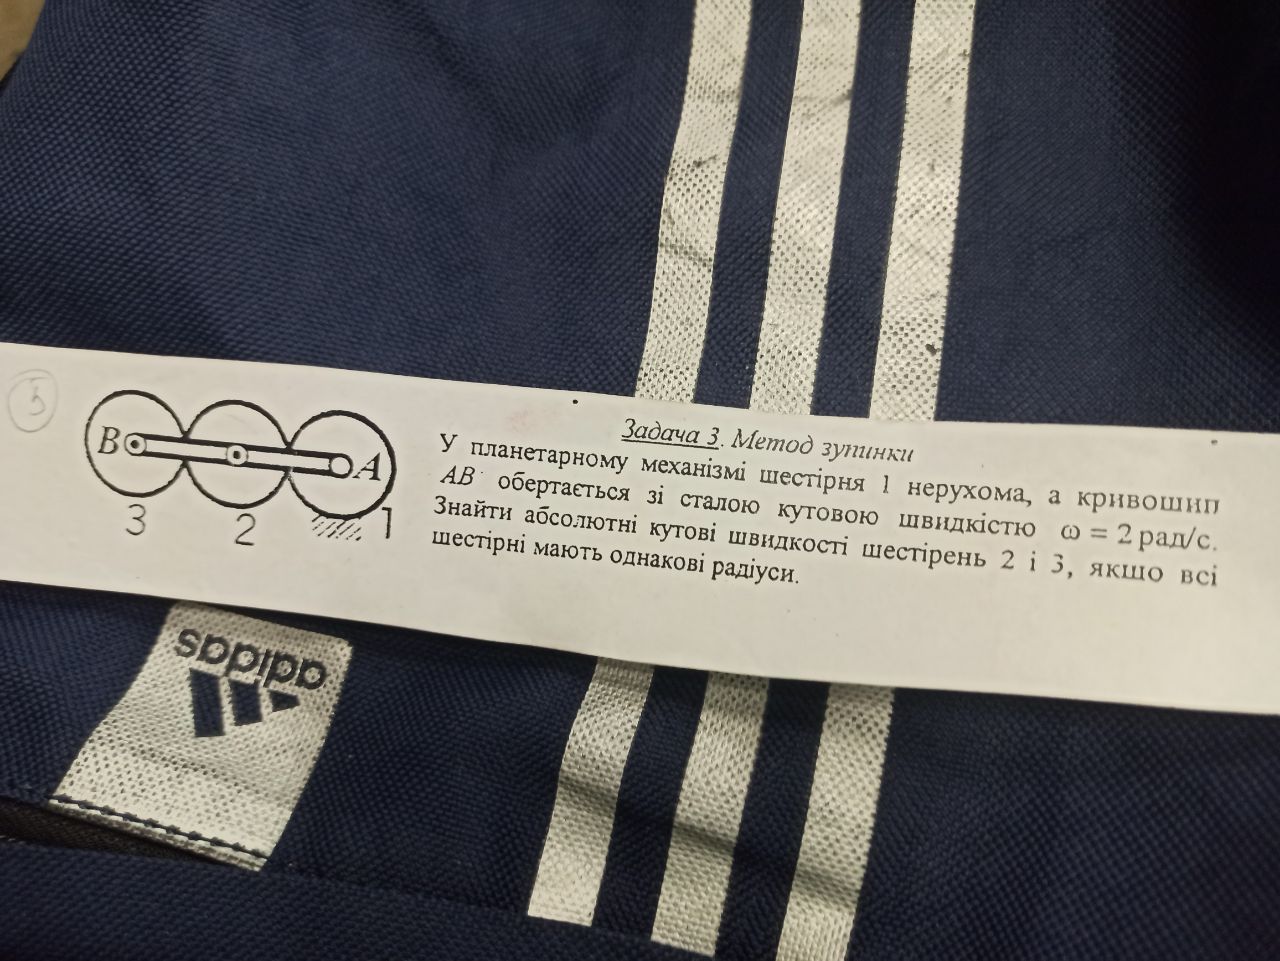 3
Задача 3. Метод зупинки
У планетарному механізмі шестірня 1 нерухома, а кривошип
АВ обертається зі сталою кутовою швидкістю ω = 2 рад/с.
Знайти абсолютні кутові швидкості шестірень 2 і 3, якщо всі
шестірні мають однакові радіуси.
B A
3 2 1
adidas